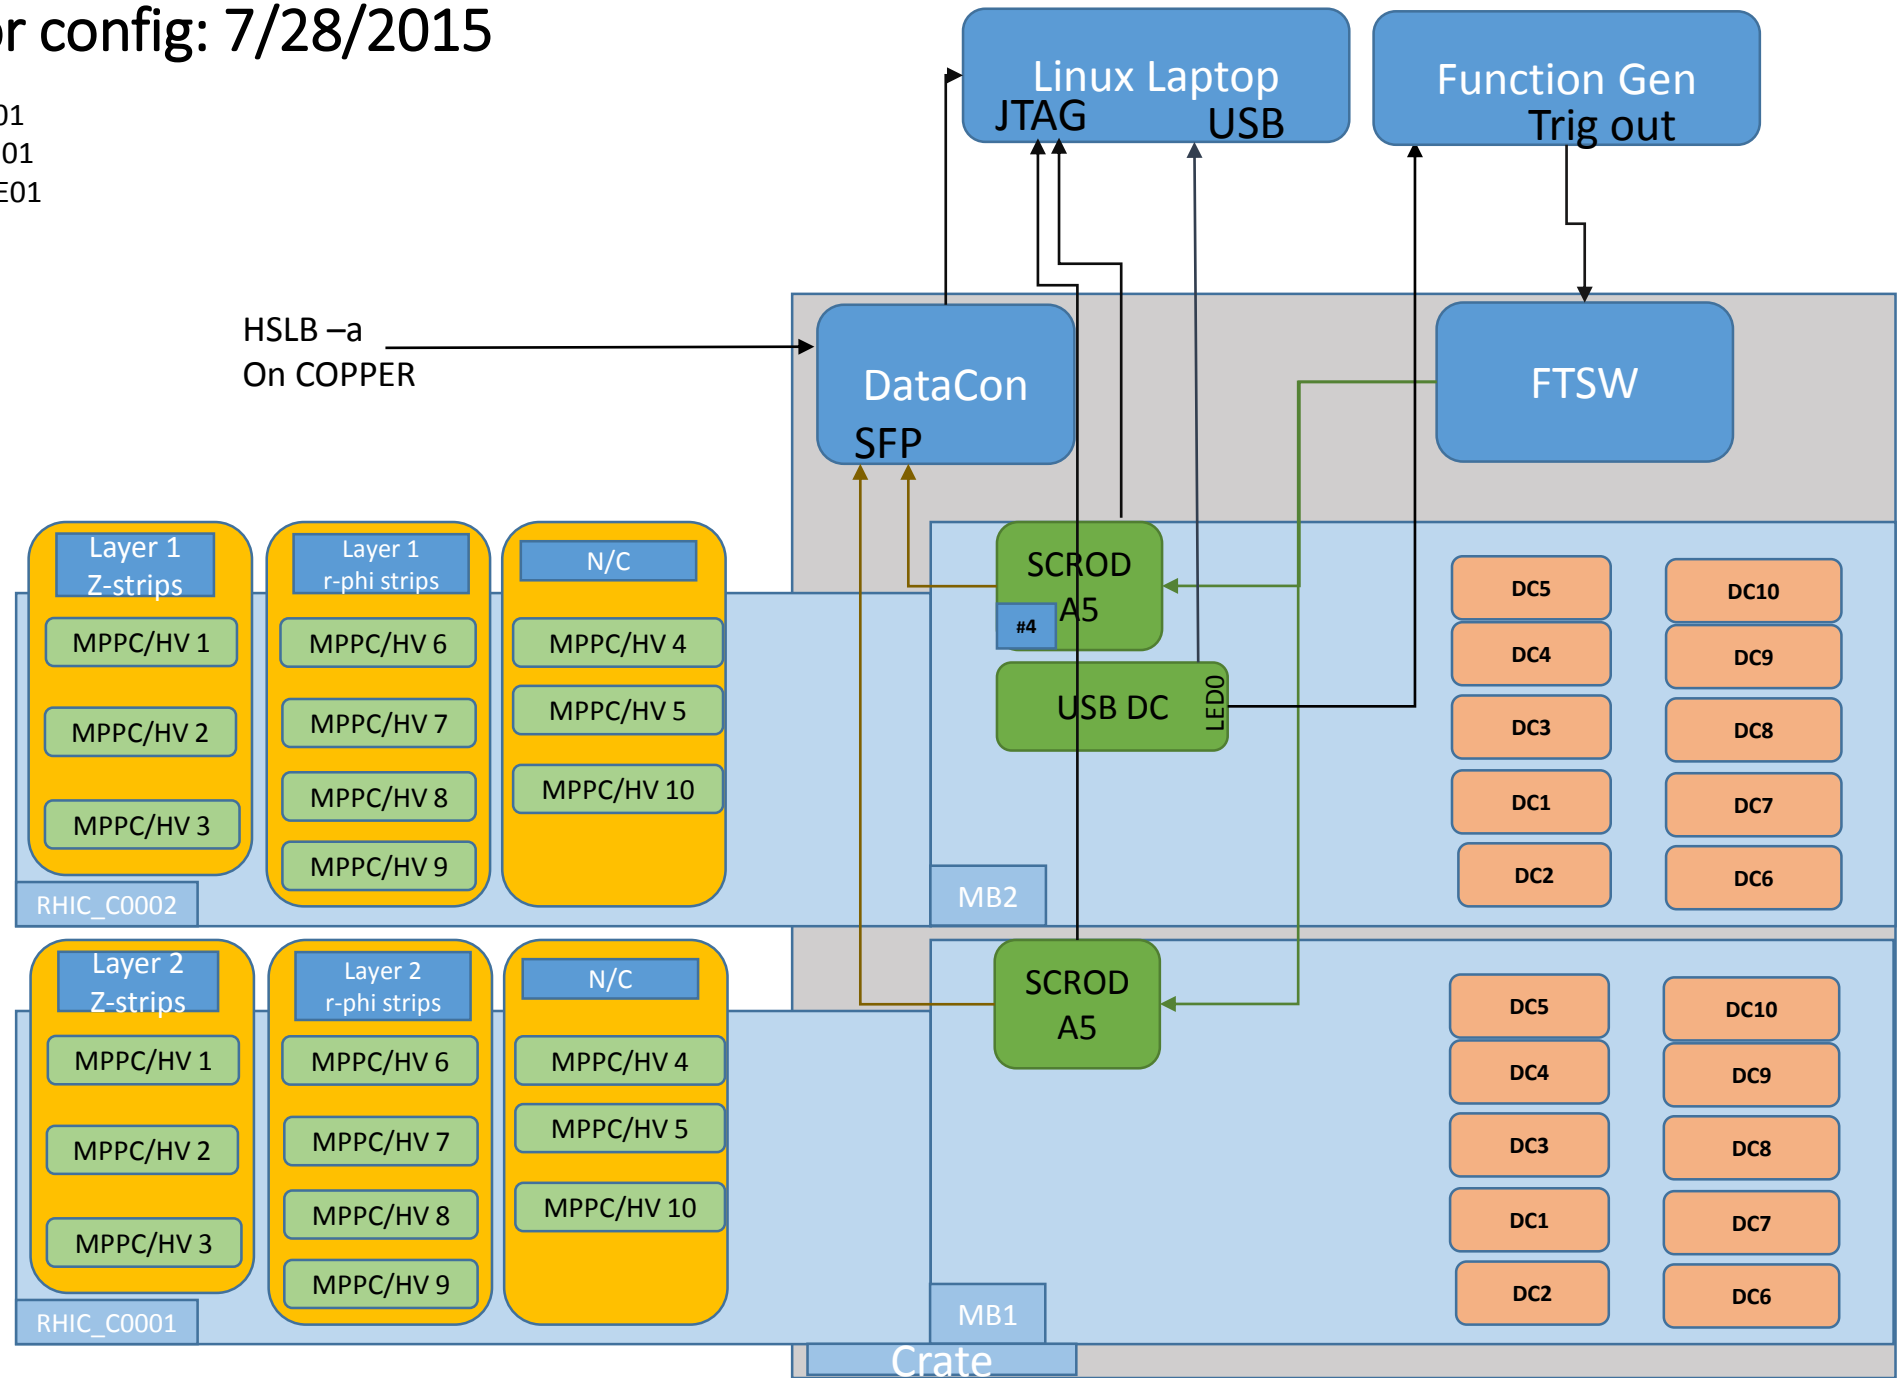 r config: 7/28/2015
01
01
E01
Linux Laptop
JTAG
USB
Function Gen
Trig out
HSLB –a
On COPPER
DataCon
SFP
FTSW
Layer 1
Z-strips
MPPC/HV 1
MPPC/HV 2
MPPC/HV 3
Layer 1
r-phi strips
MPPC/HV 6
MPPC/HV 7
MPPC/HV 8
MPPC/HV 9
N/C
MPPC/HV 4
MPPC/HV 5
MPPC/HV 10
RHIC_C0002
SCROD
A5
#4
USB DC
LED0
MB2
DC5
DC4
DC3
DC1
DC2
DC10
DC9
DC8
DC7
DC6
Layer 2
Z-strips
MPPC/HV 1
MPPC/HV 2
MPPC/HV 3
Layer 2
r-phi strips
MPPC/HV 6
MPPC/HV 7
MPPC/HV 8
MPPC/HV 9
N/C
MPPC/HV 4
MPPC/HV 5
MPPC/HV 10
RHIC_C0001
SCROD
A5
MB1
DC5
DC4
DC3
DC1
DC2
DC10
DC9
DC8
DC7
DC6
Crate